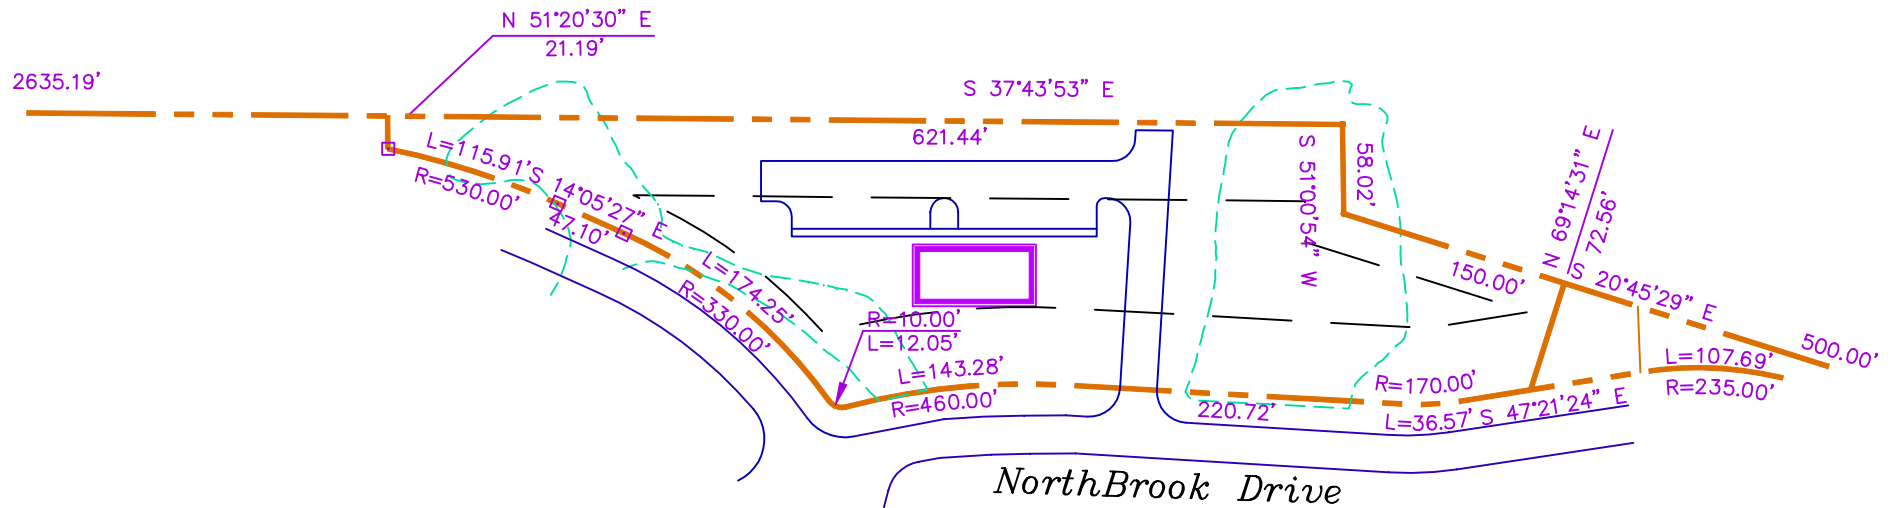 N 51°20'30" E
21.19'
2635.19'
S 37°43'53" E
621.44'
L=115.91'
R=530.00'
S 14°05'27" E
47.10'
S 51°00'54" W
58.02'
N 69°14'31" E
72.56'
150.00'
S 20°45'29" E
500.00'
L=174.25'
R=330.00'
R=10.00'
L=12.05'
L=143.28'
R=460.00'
220.72'
R=170.00'
L=36.57'
S 47°21'24" E
L=107.69'
R=235.00'
NorthBrook Drive